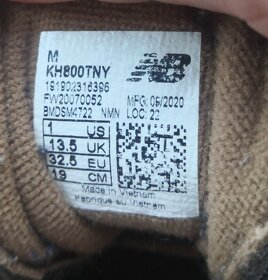 M
KH800TNY
191902316396
FW20070052 MFG: 09/2020
BMDSM4722 NMN LOC: 22
1 US
13.5 UK
32.5 EU
19 CM
Made in Vietnam
Fabriqué au Vietnam